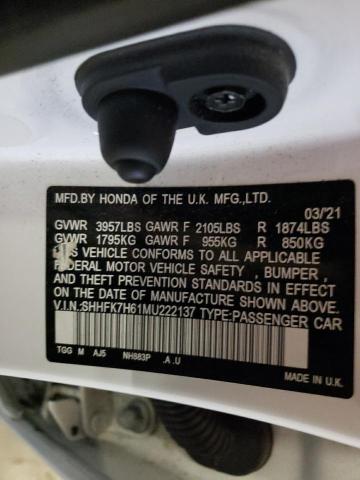 MFD.BY HONDA OF THE U.K. MFG.,LTD.
03/'21
GVWR 3957LBS GAWR F 2105LBS R 1874LBS
GVWR 1795KG GAWR F 955KG R 850KG
THIS VEHICLE CONFORMS TO ALL APPLICABLE
FEDERAL MOTOR VEHICLE SAFETY , BUMPER ,
AND THEFT PREVENTION STANDARDS IN EFFECT
ON THE DATE OF MANUFACTURE SHOWN ABOVE.
V.I.N.:SHHFK7H61MU222137 TYPE:PASSENGER CAR
TGG M AJ5 NH883P .A .U
MADE IN U.K.